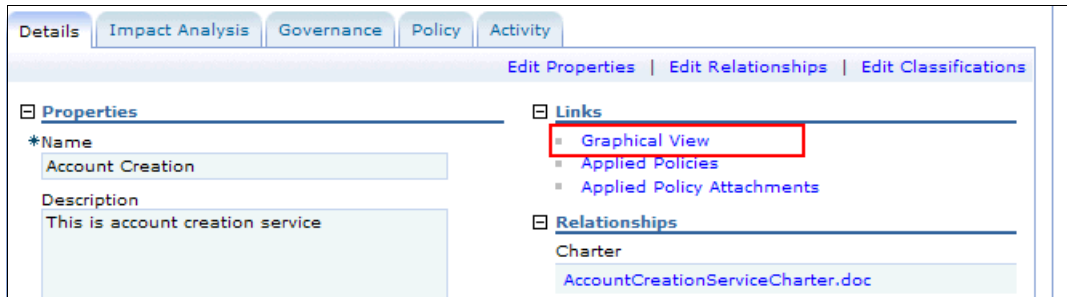 Details Impact Analysis Governance Policy Activity
Edit Properties | Edit Relationships | Edit Classifications
Properties
*Name
Account Creation
Description
This is account creation service
Links
Graphical View
Applied Policies
Applied Policy Attachments
Relationships
Charter
AccountCreationServiceCharter.doc